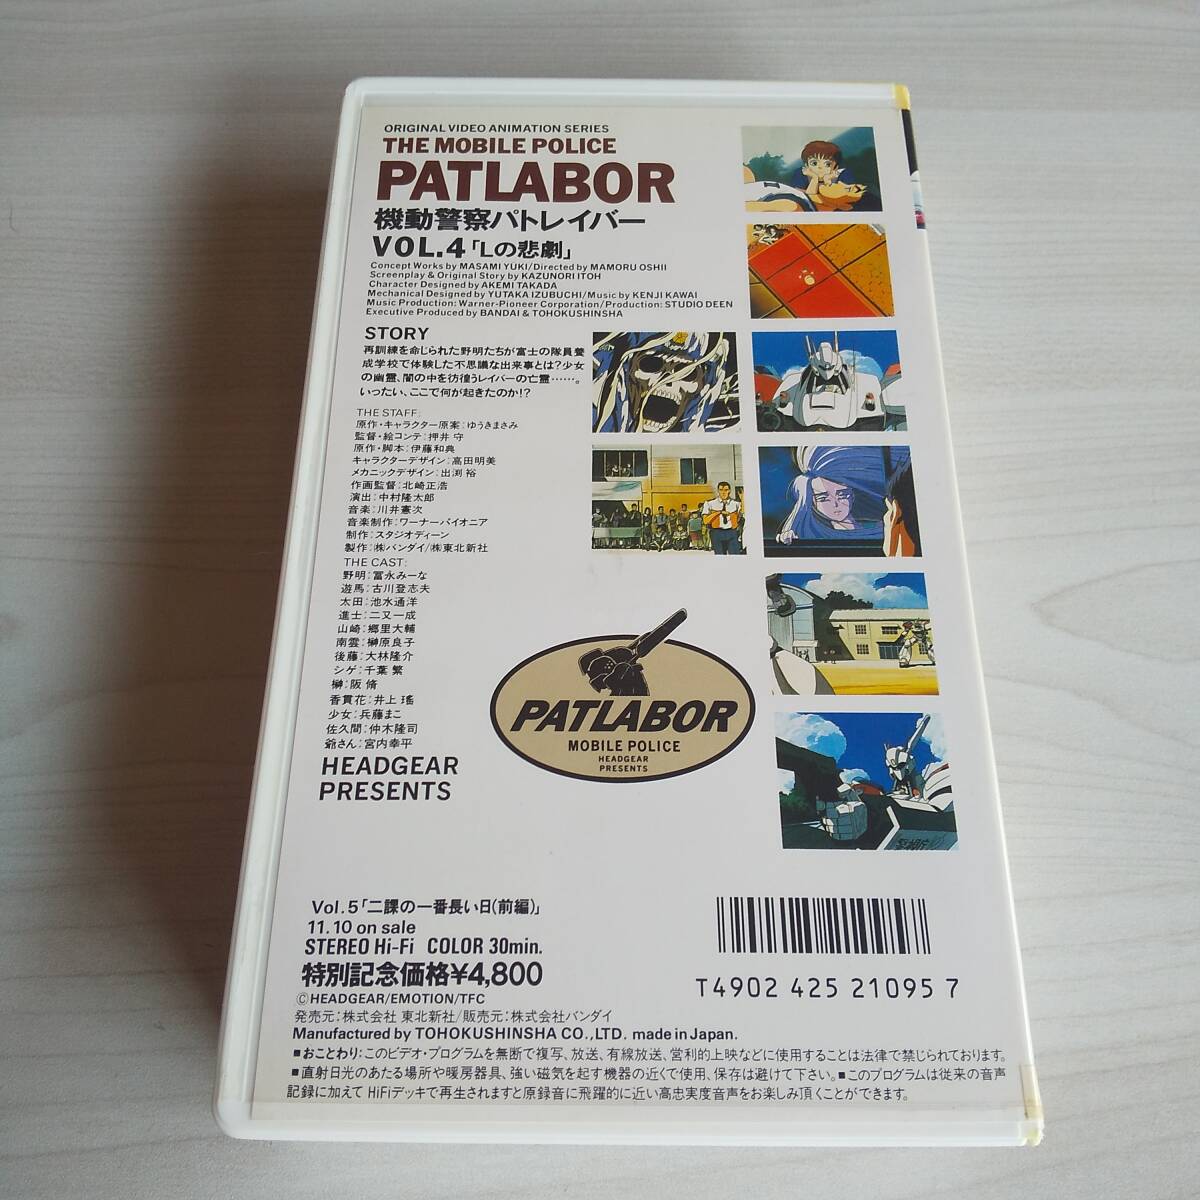 ORIGINAL VIDEO ANIMATION SERIES
THE MOBILE POLICE
PATLABOR
機動警察パトレイバー
VOL.4「Lの悲劇」
Concept Works by MASAMI YUKI/Directed by MAMORU OSHII
Screenplay & Original Story by KAZUNORI ITOH
Character Designed by AKEMI TAKADA
Mechanical Designed by YUTAKA IZUBUCHI/Music by KENJI KAWAI
Music Production: Warner-Pioneer Corporation/Production: STUDIO DEEN
Executive Produced by BANDAI & TOHOKUSHINSHA
STORY
再訓練を命じられた野明たちが富士の隊員養
成学校で体験した不思議な出来事とは?少女
の幽霊、闇の中を彷徨うレイバーの亡霊……。
いったい、ここで何が起きたのか!?
THE STAFF:
原作・キャラクター原案:ゆうきまさみ
監督・絵コンテ:押井 守
原作・脚本:伊藤和典
キャラクターデザイン:高田明美
メカニックデザイン:出渕 裕
作画監督:北崎正浩
演出:中村隆太郎
音楽:川井憲次
音楽制作:ワーナーパイオニア
制作:スタジオディーン
製作:㈱バンダイ/㈱東北新社
THE CAST:
野明:冨永みーな
遊馬:古川登志夫
太田:池水通洋
進士:二又一成
山崎:郷里大輔
南雲:榊原良子
後藤:大林隆介
シゲ:千葉 繁
榊:阪 脩
香貫花:井上 瑤
少女:兵藤まこ
佐久間:仲木隆司
爺さん:宮内幸平
HEADGEAR
PRESENTS
PATLABOR
MOBILE POLICE
HEADGEAR
PRESENTS
Vol.5「二課の一番長い日(前編)」
11.10 on sale
STEREO Hi-Fi COLOR 30min.
特別記念価格¥4,800
©HEADGEAR/EMOTION/TFC
発売元:株式会社 東北新社/販売元:株式会社バンダイ
Manufactured by TOHOKUSHINSHA CO.,LTD. made in Japan.
T4902 425 21095 7
■おことわり:このビデオ・プログラムを無断で複写、放送、有線放送、営利的上映などに使用することは法律で禁じられております。
■直射日光のあたる場所や暖房器具、強い磁気を起す機器の近くで使用、保存は避けて下さい。■このプログラムは従来の音声
記録に加えて HiFiデッキで再生されますと原録音に飛躍的に近い高忠実度音声をお楽しみ頂くことができます。